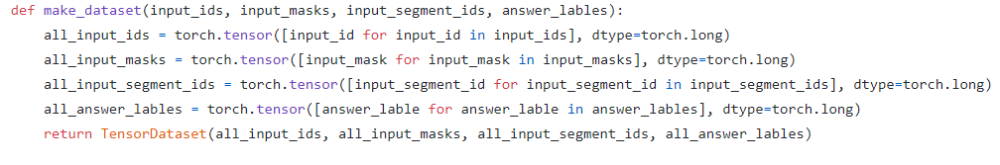 def make_dataset(input_ids, input_masks, input_segment_ids, answer_lables):
    all_input_ids = torch.tensor([input_id for input_id in input_ids], dtype=torch.long)
    all_input_masks = torch.tensor([input_mask for input_mask in input_masks], dtype=torch.long)
    all_input_segment_ids = torch.tensor([input_segment_id for input_segment_id in input_segment_ids], dtype=torch.long)
    all_answer_lables = torch.tensor([answer_lable for answer_lable in answer_lables], dtype=torch.long)
    return TensorDataset(all_input_ids, all_input_masks, all_input_segment_ids, all_answer_lables)